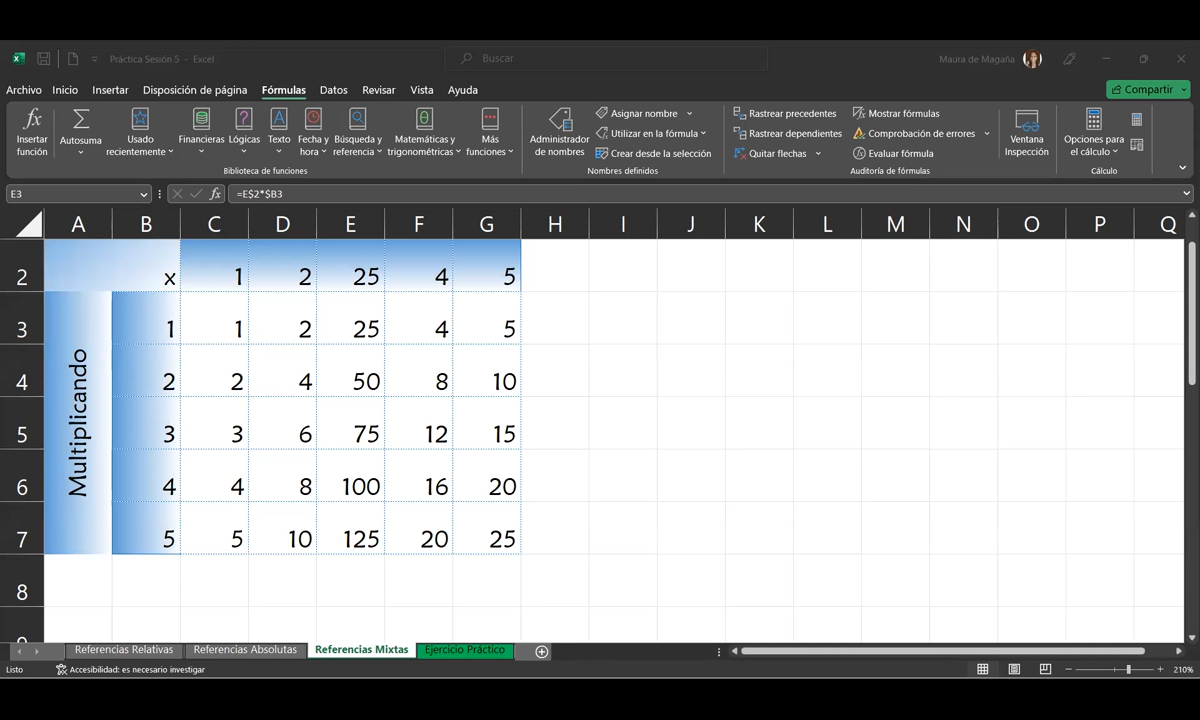 Práctica Sesión 5 - Excel
Buscar
Maura de Magaña
Archivo Inicio Insertar Disposición de página Fórmulas Datos Revisar Vista Ayuda
Compartir
fx
Insertar función
Autosuma
Usado recientemente
Financieras
Lógicas
Texto
Fecha y hora
Búsqueda y referencia
Matemáticas y trigonométricas
Más funciones
Biblioteca de funciones
Administrador de nombres
Asignar nombre
Utilizar en la fórmula
Crear desde la selección
Nombres definidos
Rastrear precedentes
Rastrear dependientes
Quitar flechas
Mostrar fórmulas
Comprobación de errores
Evaluar fórmula
Auditoría de fórmulas
Ventana Inspección
Opciones para el cálculo
Cálculo
E3 fx =E$2*$B3
A B C D E F G H I J K L M N O P Q
2 x 1 2 25 4 5
3 1 1 2 25 4 5
4 2 2 4 50 8 10
5 3 3 6 75 12 15
6 4 4 8 100 16 20
7 5 5 10 125 20 25
Multiplicando
8
9
Referencias Relativas Referencias Absolutas Referencias Mixtas Ejercicio Práctico
Listo Accesibilidad: es necesario investigar 210%